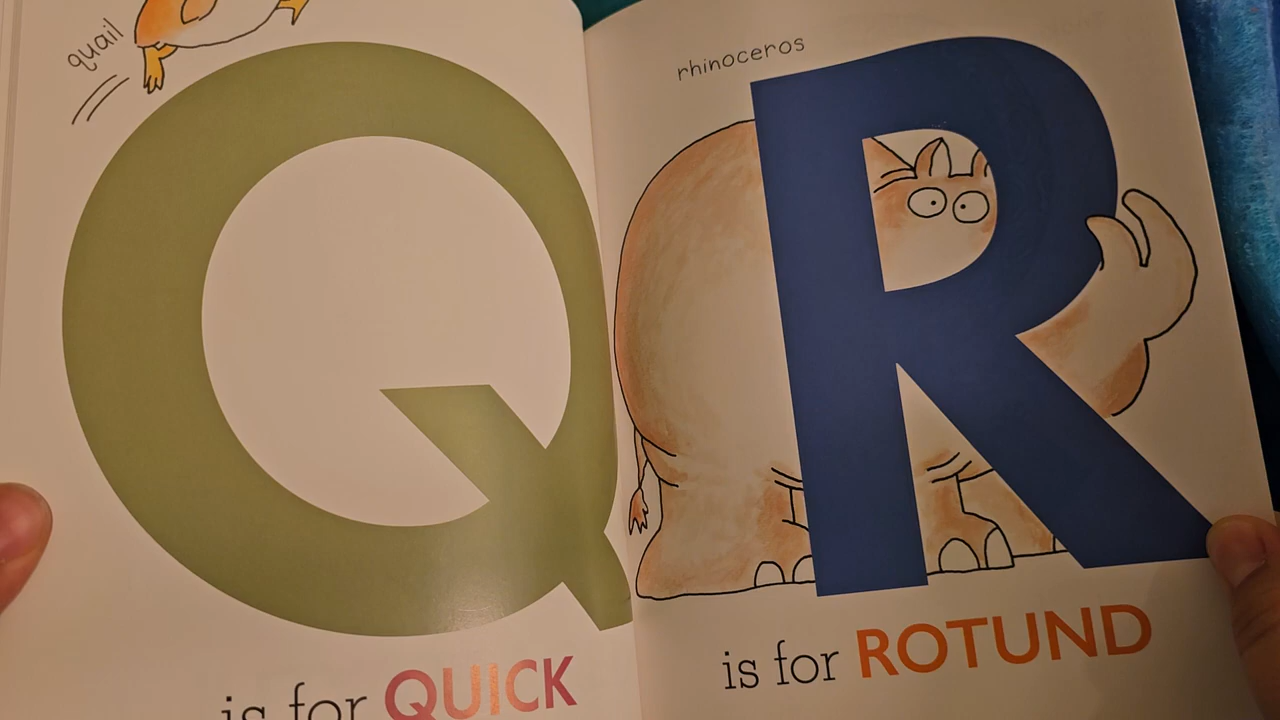 quail
Q
is for QUICK
rhinoceros
R
is for ROTUND